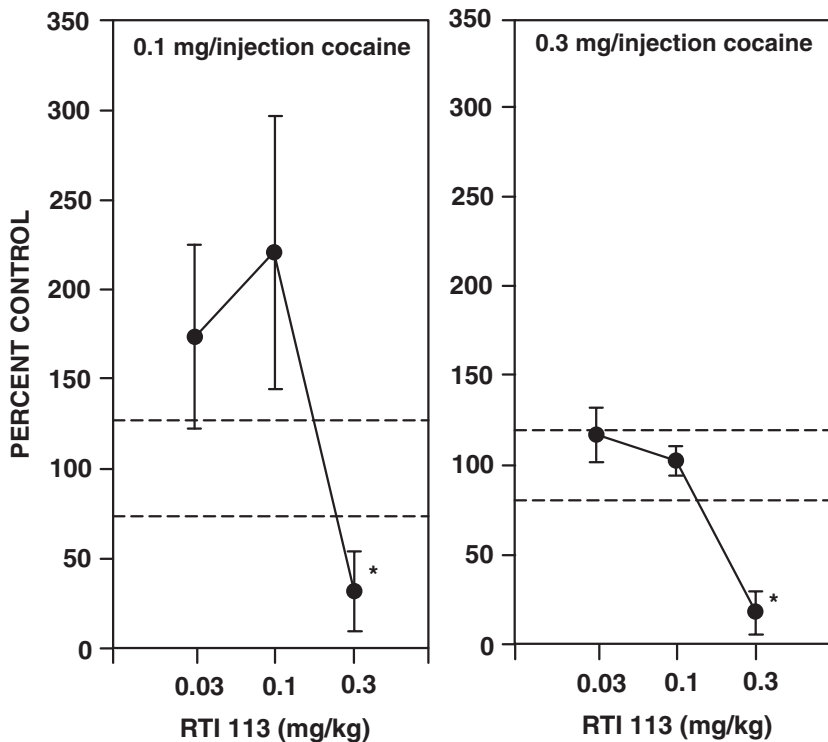 PERCENT CONTROL
350
300
250
200
150
100
50
0
0.1 mg/injection cocaine
*
0.03 0.1 0.3
RTI 113 (mg/kg)
350
300
250
200
150
100
50
0
0.3 mg/injection cocaine
*
0.03 0.1 0.3
RTI 113 (mg/kg)